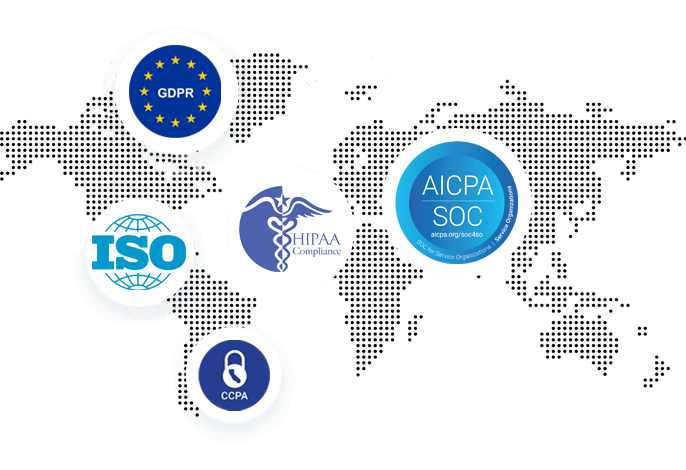 GDPR
AICPA
SOC
aicpa.org/soc4so
SOC for Service Organizations | Service Organizations
HIPAA
Compliance
ISO
CCPA